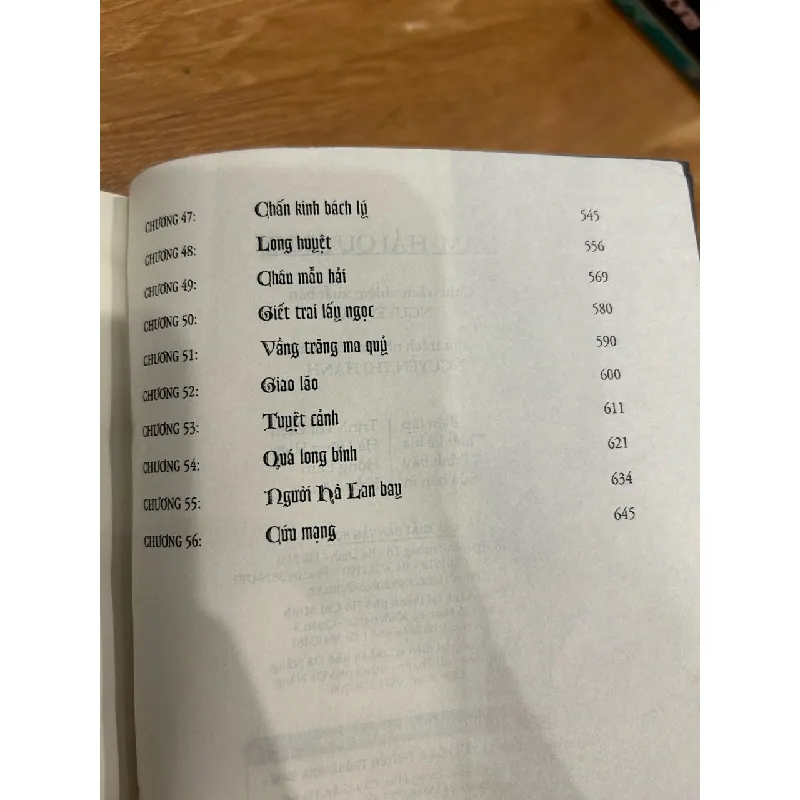 CHƯƠNG 47: Chấn kinh bách lý 545
CHƯƠNG 48: Long huyệt 556
CHƯƠNG 49: Châu mẫu hải 569
CHƯƠNG 50: Giết trai lấy ngọc 580
CHƯƠNG 51: Vầng trăng ma quỷ 590
CHƯƠNG 52: Giao lão 600
CHƯƠNG 53: Tuyệt cảnh 611
CHƯƠNG 54: Quá long bình 621
CHƯƠNG 55: Người Hà Lan bay 634
CHƯƠNG 56: Cứu mạng 645